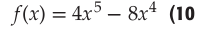 f(x) = 4x⁵ − 8x⁴ (10